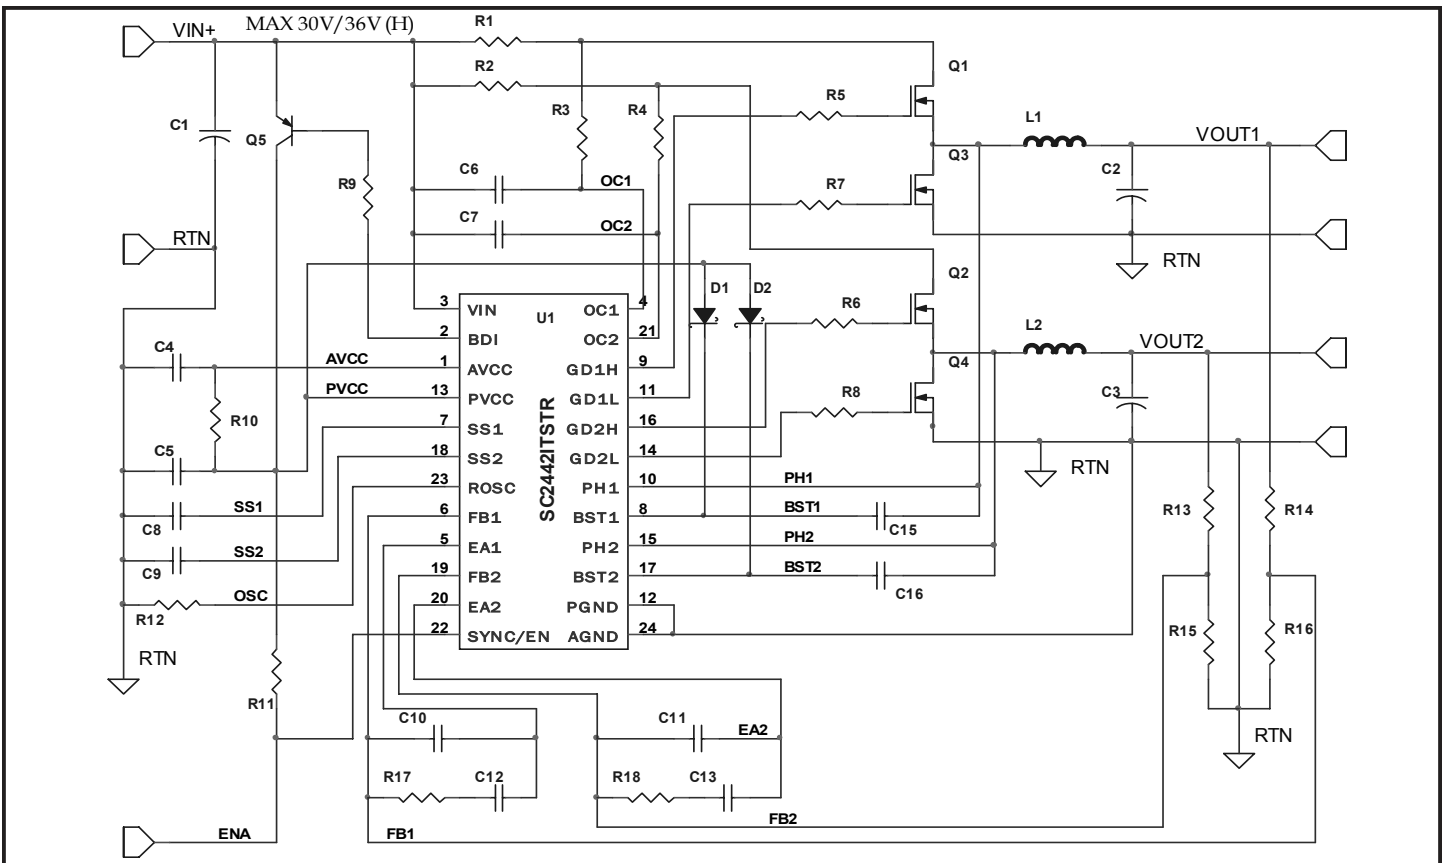 VIN+ MAX 30V/36V (H) R1
R2
Q1
R3 R4 R5
C1 Q5 L1 VOUT1
Q3
R9 C6 OC1 R7 C2
C7 OC2
RTN
RTN
Q2
D1 D2
3 VIN U1 OC1 4 R6
2 BDI OC2 21 L2 VOUT2
C4 AVCC 1 AVCC GD1H 9 Q4
PVCC 13 PVCC GD1L 11 R8 C3
R10 7 SS1 GD2H 16
C5 18 SS2 GD2L 14
RTN
SC2442ITSTR
23 ROSC PH1 10 PH1
C8 SS1 6 FB1 BST1 8 BST1 C15 R13 R14
5 EA1 PH2 15 PH2
C9 SS2 19 FB2 BST2 17 BST2 C16
R12 OSC 20 EA2 PGND 12
22 SYNC/EN AGND 24 R15 R16
RTN
R11
C10 C11 EA2
RTN
R17 C12 R18 C13
FB2
ENA FB1